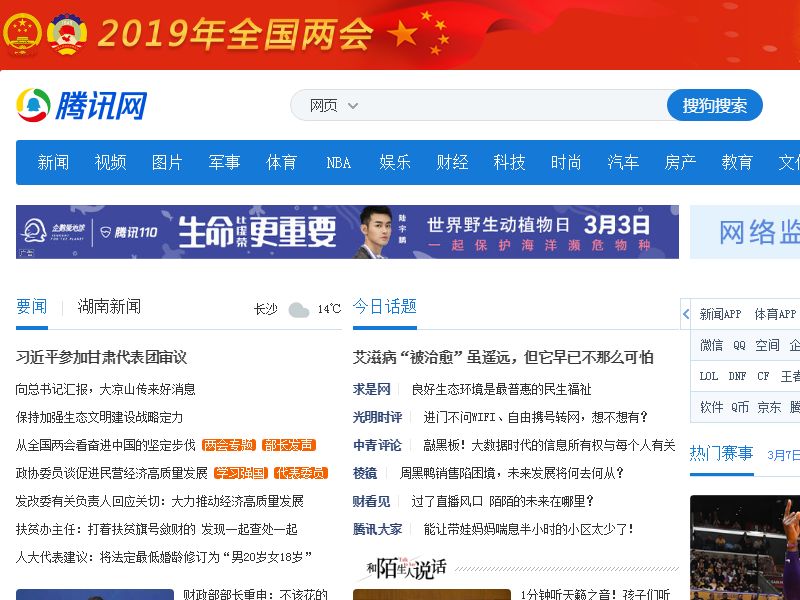 2019年全国两会
腾讯网
网页
搜狗搜索
新闻 视频 图片 军事 体育 NBA 娱乐 财经 科技 时尚 汽车 房产 教育
企鹅爱地球
腾讯110
生命比虚荣更重要
陆宇鹏
世界野生动植物日 3月3日
一起保护海洋濒危物种
广告
网络监
要闻 湖南新闻
长沙 14℃
今日话题
新闻APP 体育APP
微信 QQ 空间 企
LOL DNF CF 王者
软件 Q币 京东 腾
习近平参加甘肃代表团审议
向总书记汇报，大凉山传来好消息
保持加强生态文明建设战略定力
从全国两会看奋进中国的坚定步伐 两会专题 部长发声
政协委员谈促进民营经济高质量发展 学习强国 代表委员
发改委有关负责人回应关切：大力推动经济高质量发展
扶贫办主任：打着扶贫旗号敛财的 发现一起查处一起
人大代表建议：将法定最低婚龄修订为“男20岁女18岁”
财政部部长重申：不该花的
艾滋病“被治愈”虽遥远，但它早已不那么可怕
求是网 良好生态环境是最普惠的民生福祉
光明时评 进门不问WIFI、自由携号转网，想不想有？
中青评论 敲黑板！大数据时代的信息所有权与每个人有关
棱镜 周黑鸭销售陷困境，未来发展将何去何从？
财看见 过了直播风口 陌陌的未来在哪里？
腾讯大家 能让带娃妈妈喘息半小时的小区太少了！
和陌生人说话
1分钟听天籁之音！孩子们听
热门赛事 3月7日